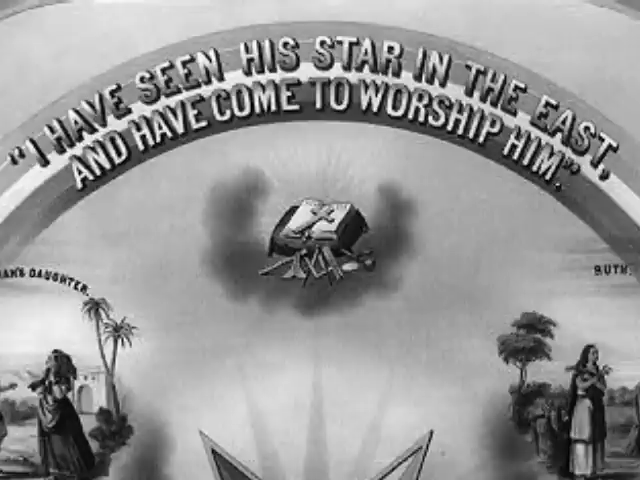 "I HAVE SEEN HIS STAR IN THE EAST,
AND HAVE COME TO WORSHIP HIM."
DAUGHTER.
RUTH.